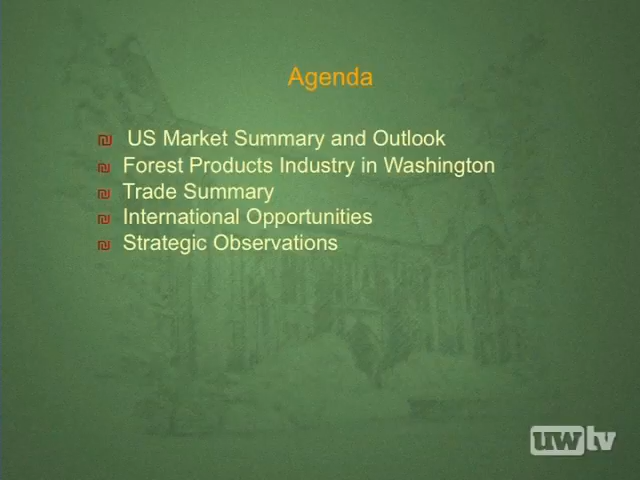 Agenda
₪ US Market Summary and Outlook
₪ Forest Products Industry in Washington
₪ Trade Summary
₪ International Opportunities
₪ Strategic Observations
uwtv